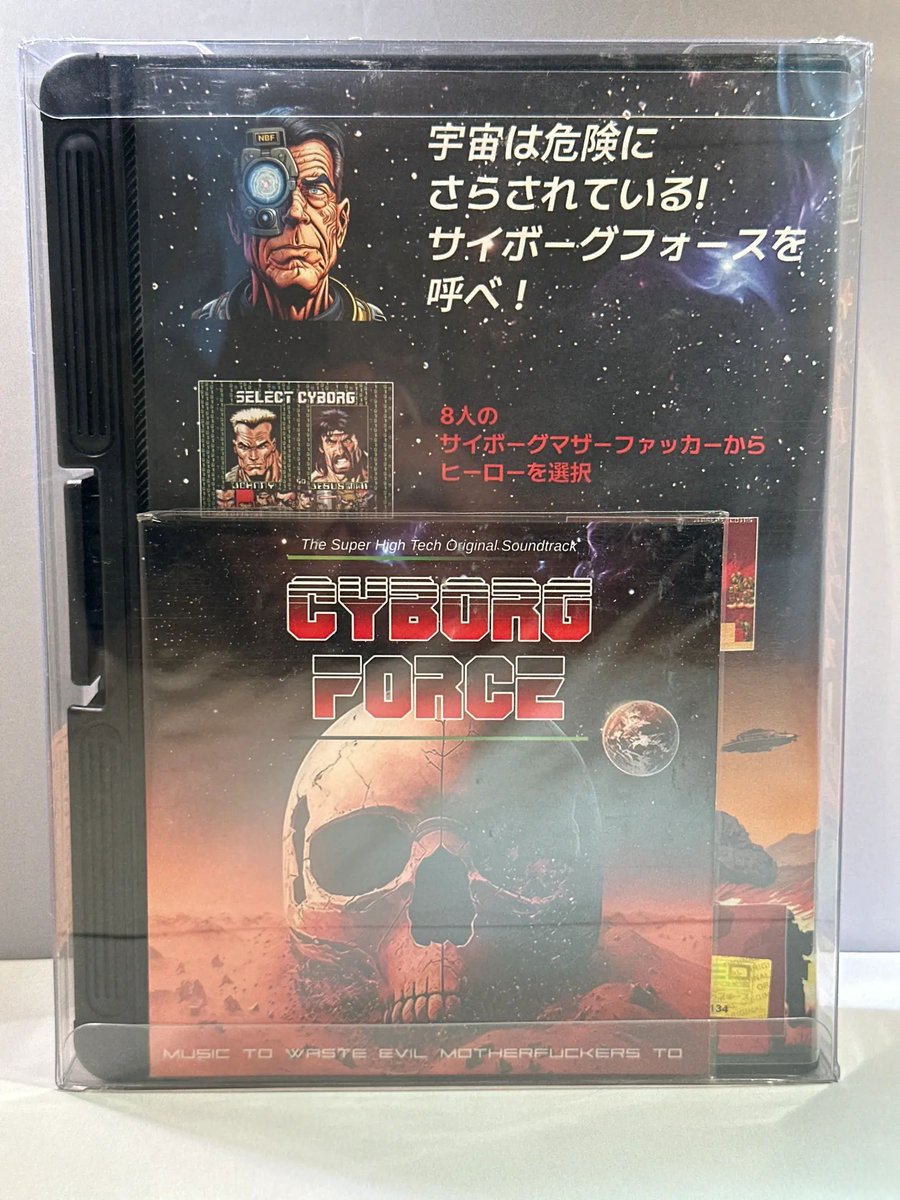 NBF
宇宙は危険に
さらされている!
サイボーグフォースを
呼べ！
SELECT CYBORG
8人の
サイボーグマザーファッカーから
ヒーローを選択
JOHNNY
The Super High Tech Original Soundtrack
CYBORG
FORCE
134
MUSIC TO WASTE EVIL MOTHERFUCKERS TO